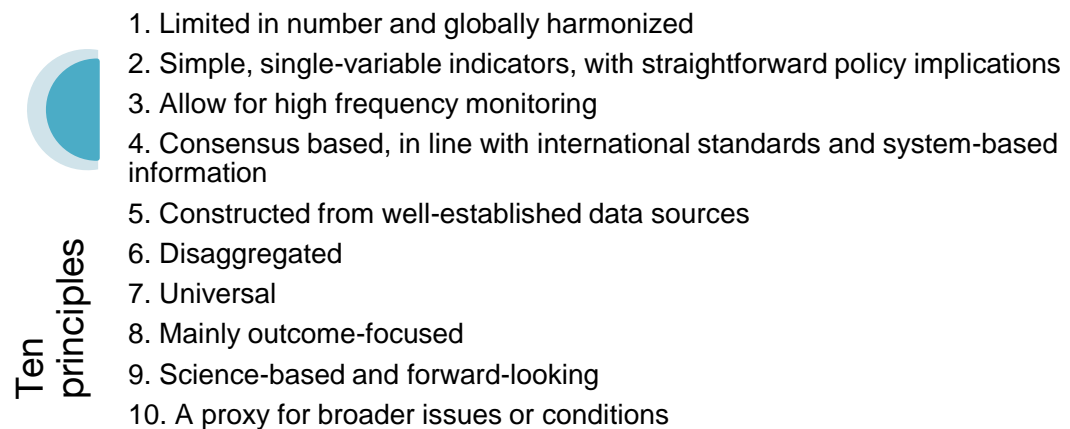 1. Limited in number and globally harmonized
2. Simple, single-variable indicators, with straightforward policy implications
3. Allow for high frequency monitoring
4. Consensus based, in line with international standards and system-based
information
5. Constructed from well-established data sources
6. Disaggregated
7. Universal
8. Mainly outcome-focused
9. Science-based and forward-looking
10. A proxy for broader issues or conditions
Ten
principles